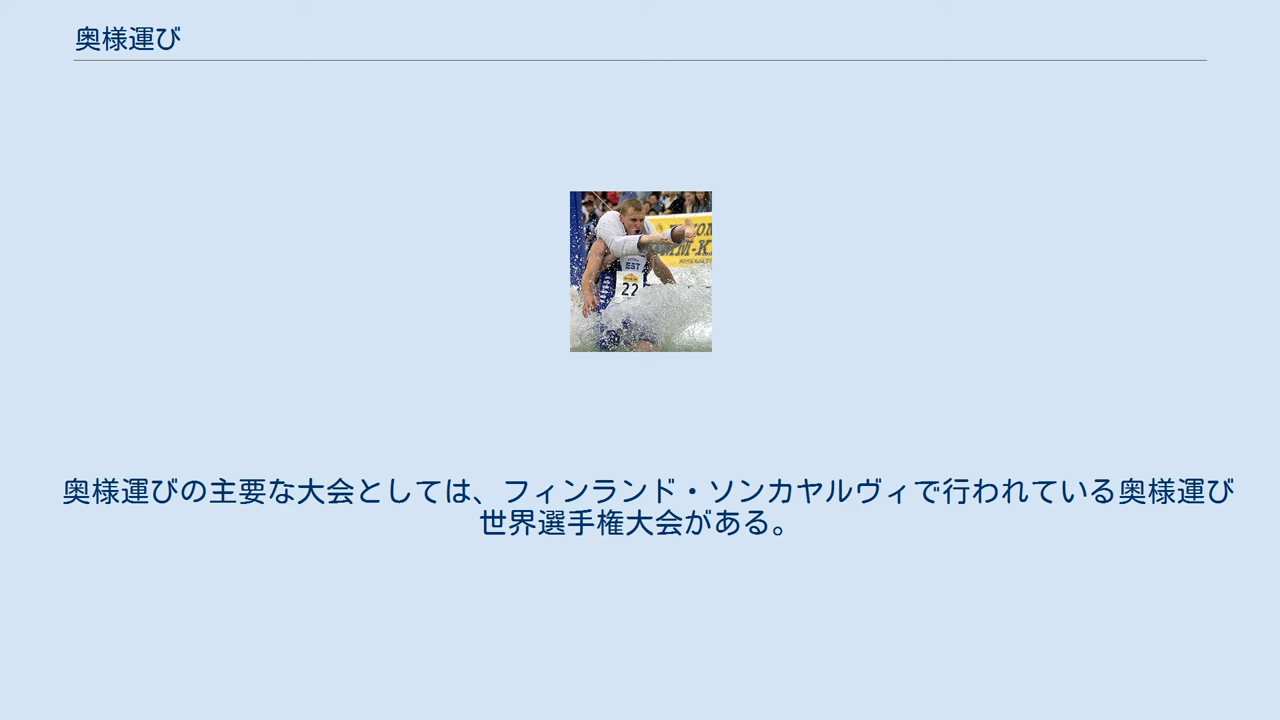 奥様運び
EST
22
奥様運びの主要な大会としては、フィンランド・ソンカヤルヴィで行われている奥様運び
世界選手権大会がある。